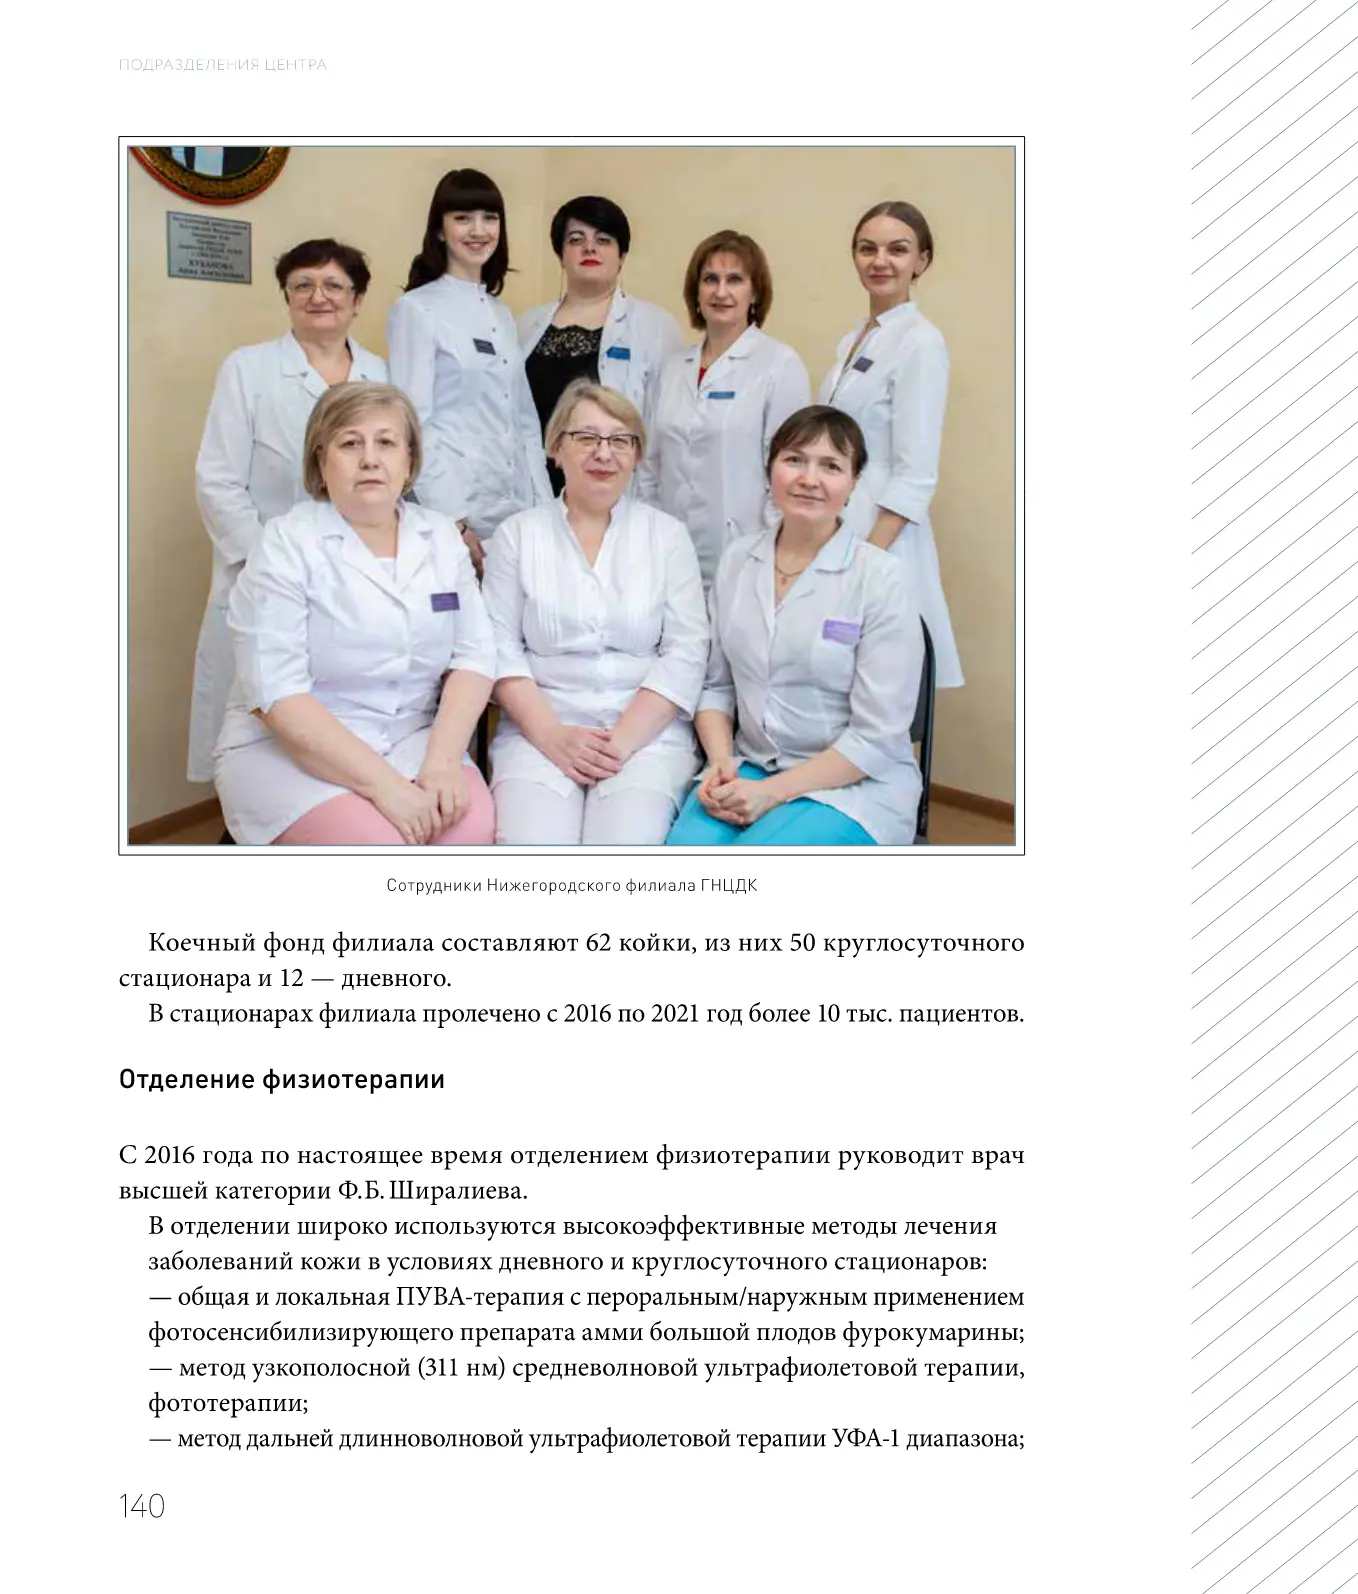 ПОДРАЗДЕЛЕНИЯ ЦЕНТРА
КУБАНОВА
Сотрудники Нижегородского филиала ГНЦДК
Коечный фонд филиала составляют 62 койки, из них 50 круглосуточного
стационара и 12 — дневного.
В стационарах филиала пролечено с 2016 по 2021 год более 10 тыс. пациентов.
Отделение физиотерапии
С 2016 года по настоящее время отделением физиотерапии руководит врач
высшей категории Ф.Б. Ширалиева.
В отделении широко используются высокоэффективные методы лечения
заболеваний кожи в условиях дневного и круглосуточного стационаров:
— общая и локальная ПУВА-терапия с пероральным/наружным применением
фотосенсибилизирующего препарата амми большой плодов фурокумарины;
— метод узкополосной (311 нм) средневолновой ультрафиолетовой терапии,
фототерапии;
— метод дальней длинноволновой ультрафиолетовой терапии УФА-1 диапазона;
140